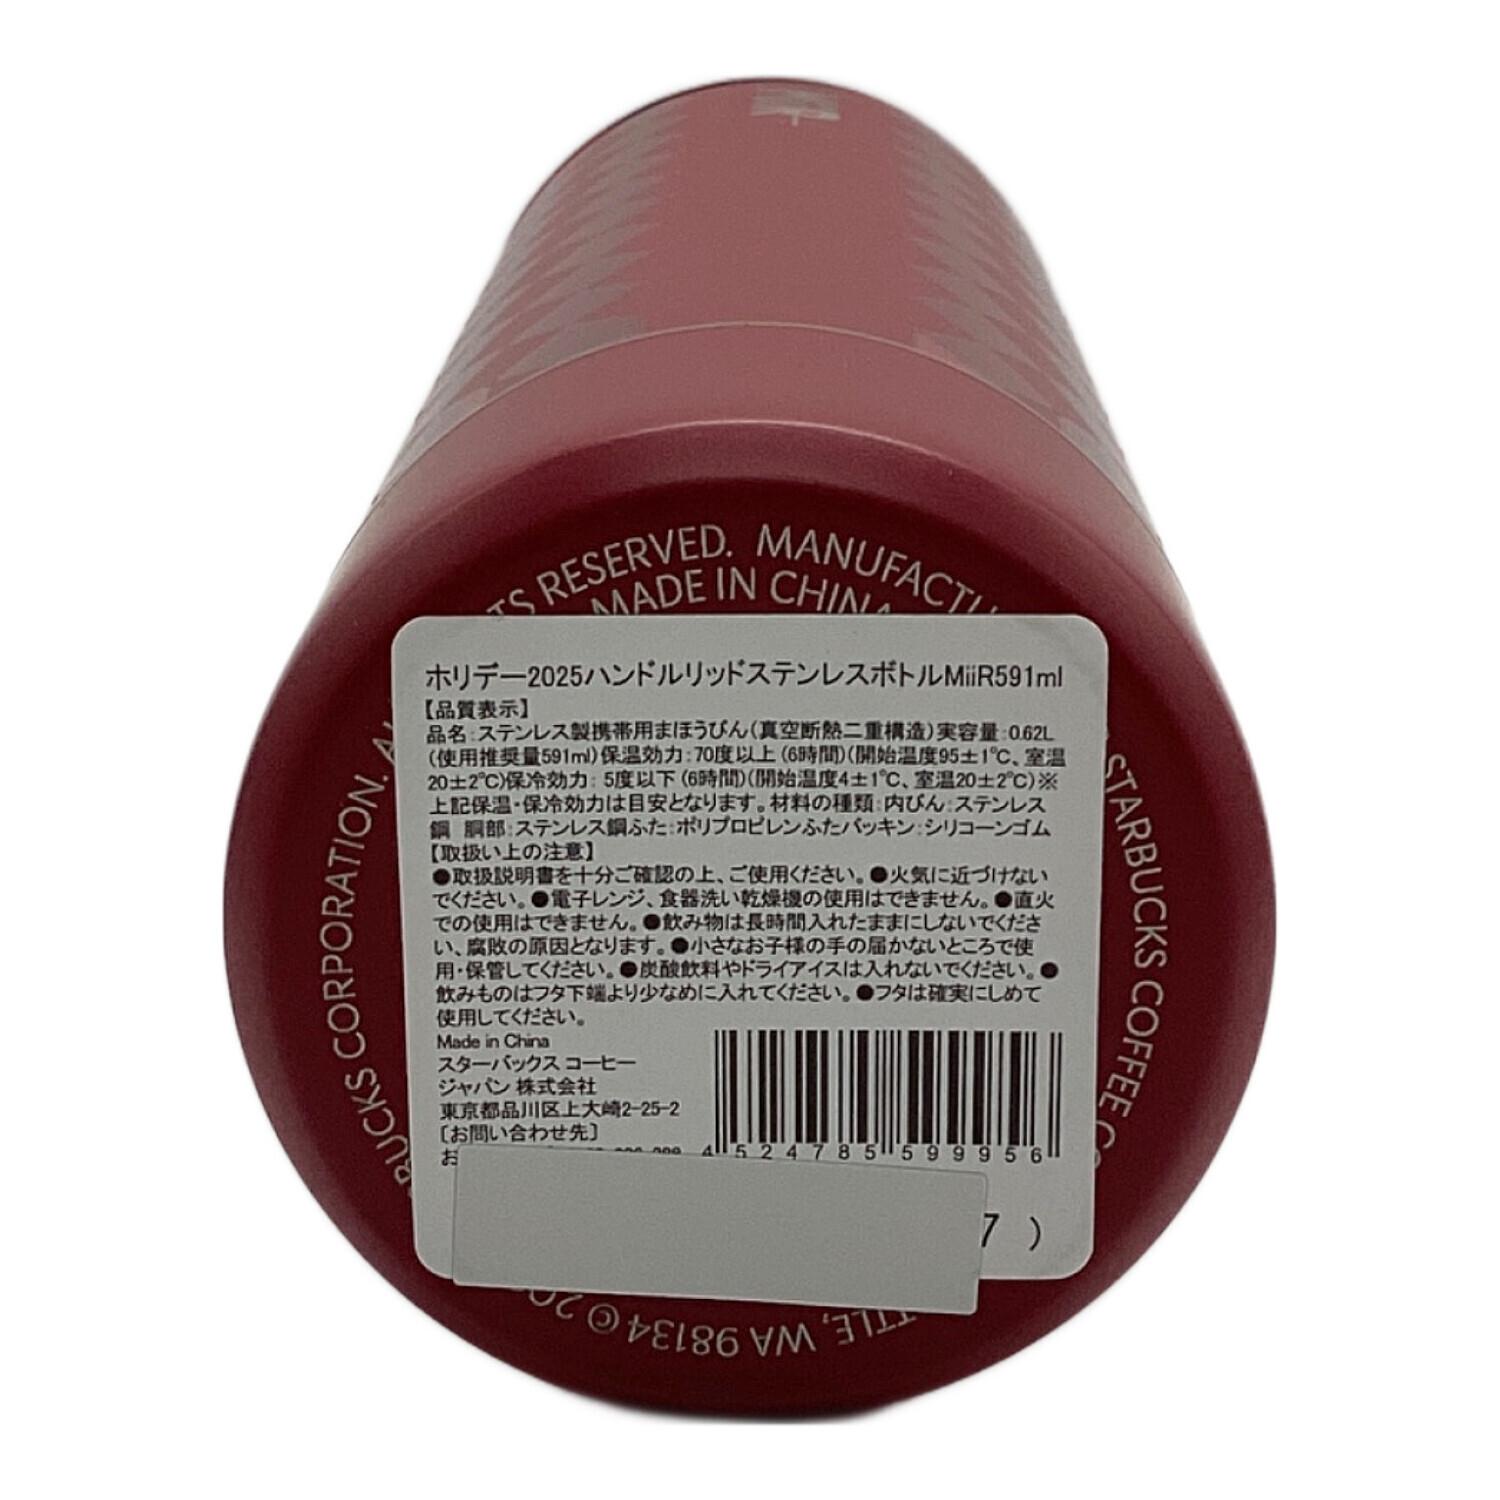 TS RESERVED. MANUFACTU
MADE IN CHINA
ホリデー2025ハンドルリッドステンレスボトルMiiR591ml
【品質表示】
品名：ステンレス製携帯用まほうびん（真空断熱二重構造）実容量：0.62L
（使用推奨量591ml）保温効力：70度以上（6時間）（開始温度95±1℃、室温
20±2℃）保冷効力：5度以下（6時間）（開始温度4±1℃、室温20±2℃）※
上記保温・保冷効力は目安となります。材料の種類：内びん：ステンレス
鋼 胴部：ステンレス鋼ふた：ポリプロピレンふたパッキン：シリコーンゴム
【取扱い上の注意】
●取扱説明書を十分ご確認の上、ご使用ください。●火気に近づけない
でください。●電子レンジ、食器洗い乾燥機の使用はできません。●直火
での使用はできません。●飲み物は長時間入れたままにしないでくださ
い、腐敗の原因となります。●小さなお子様の手の届かないところで使
用・保管してください。●炭酸飲料やドライアイスは入れないでください。●
飲みものはフタ下端より少なめに入れてください。●フタは確実にしめて
使用してください。
Made in China
スターバックス コーヒー
ジャパン 株式会社
東京都品川区上大崎2-25-2
［お問い合わせ先］
お
4524785599956
7 )
STARBUCKS COFFEE CO
TTLE, WA 98134 © 20
BUCKS CORPORATION. AL